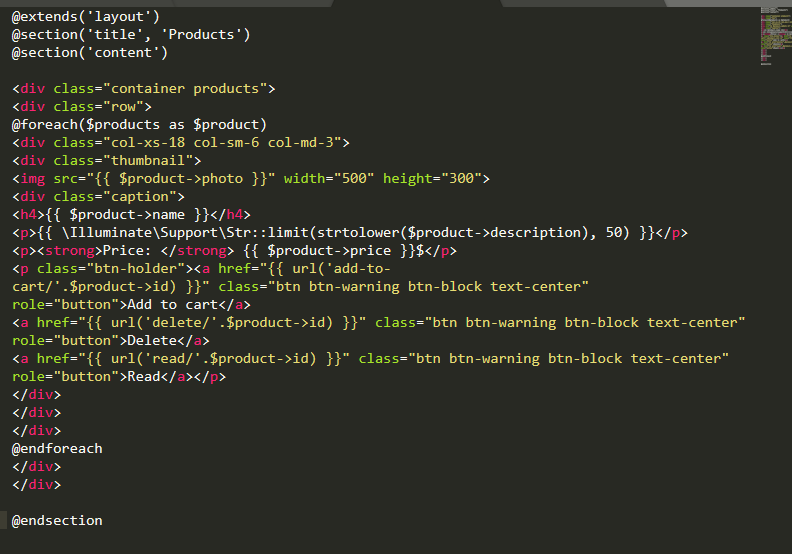 @extends('layout')
@section('title', 'Products')
@section('content')
<div class="container products">
<div class="row">
@foreach($products as $product)
<div class="col-xs-18 col-sm-6 col-md-3">
<div class="thumbnail">
<img src="{{ $product->photo }}" width="500" height="300">
<div class="caption">
<h4>{{ $product->name }}</h4>
<p>{{ \Illuminate\Support\Str::limit(strtolower($product->description), 50) }}</p>
<p><strong>Price: </strong> {{ $product->price }}$</p>
<p class="btn-holder"><a href="{{ url('add-to-
cart/'.$product->id) }}" class="btn btn-warning btn-block text-center"
role="button">Add to cart</a>
<a href="{{ url('delete/'.$product->id) }}" class="btn btn-warning btn-block text-center"
role="button">Delete</a>
<a href="{{ url('read/'.$product->id) }}" class="btn btn-warning btn-block text-center"
role="button">Read</a></p>
</div>
</div>
</div>
@endforeach
</div>
</div>
@endsection